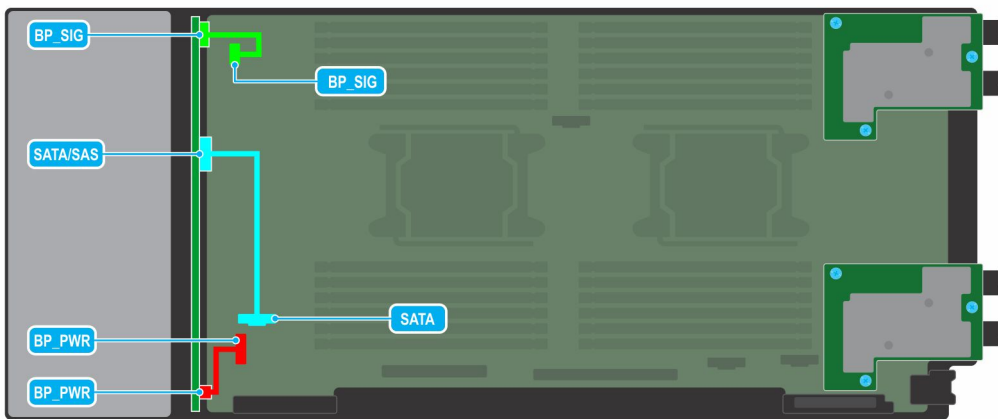 BP_SIG
BP_SIG
SATA/SAS
SATA
BP_PWR
BP_PWR